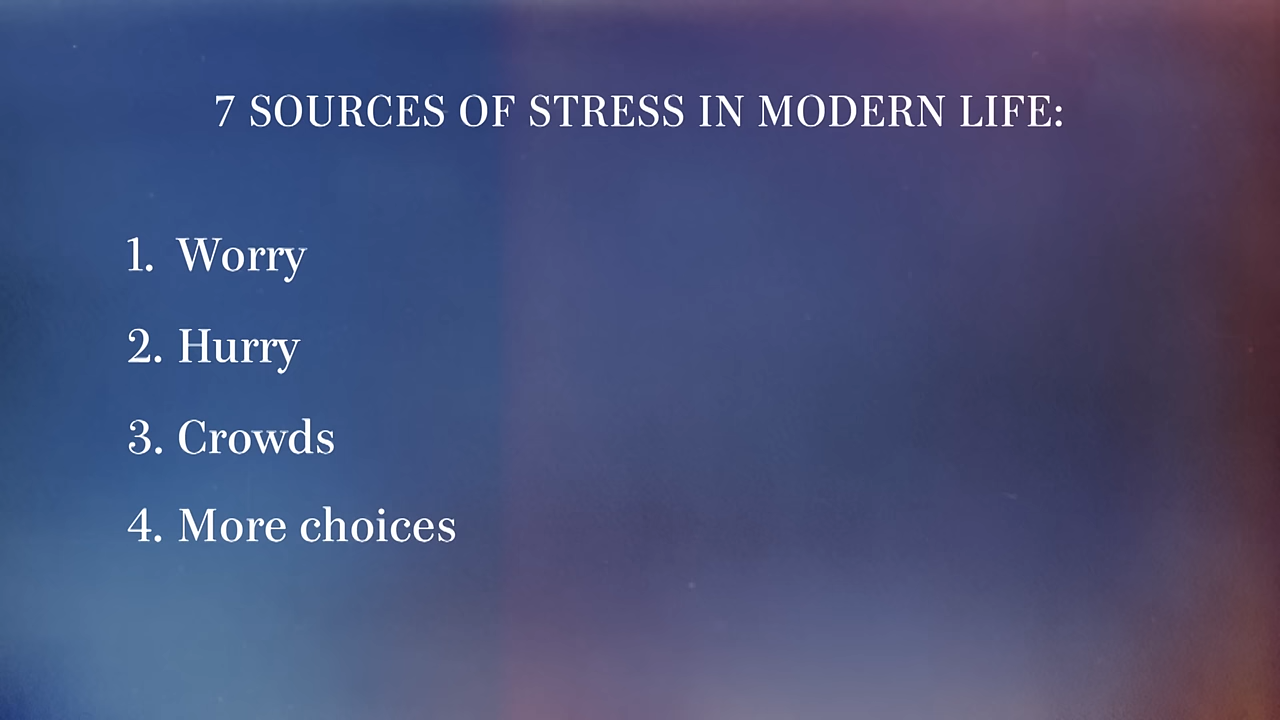 7 SOURCES OF STRESS IN MODERN LIFE:
1. Worry
2. Hurry
3. Crowds
4. More choices